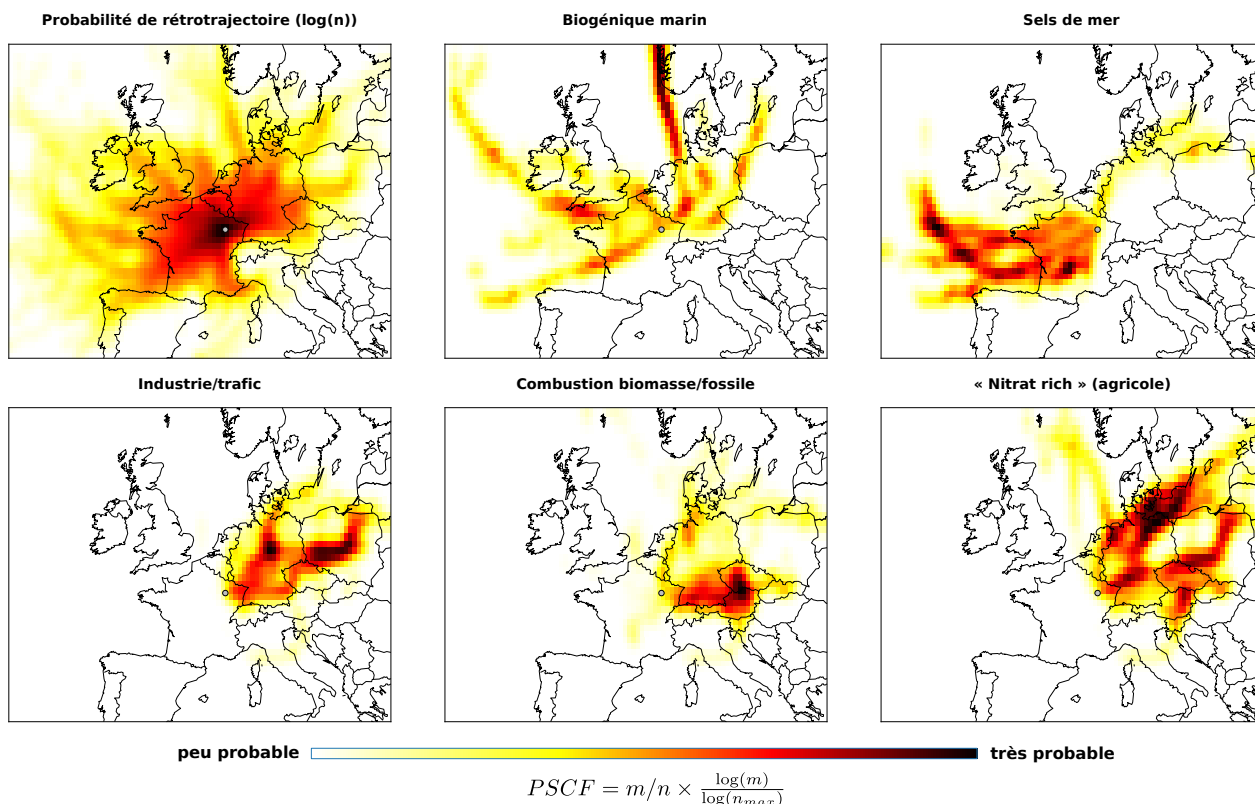 Probabilité de rétrotrajectoire (log(n))
Biogénique marin
Sels de mer
Industrie/trafic
Combustion biomasse/fossile
« Nitrat rich » (agricole)
peu probable
très probable
PSCF = m/n × log(m)/log(n_max)